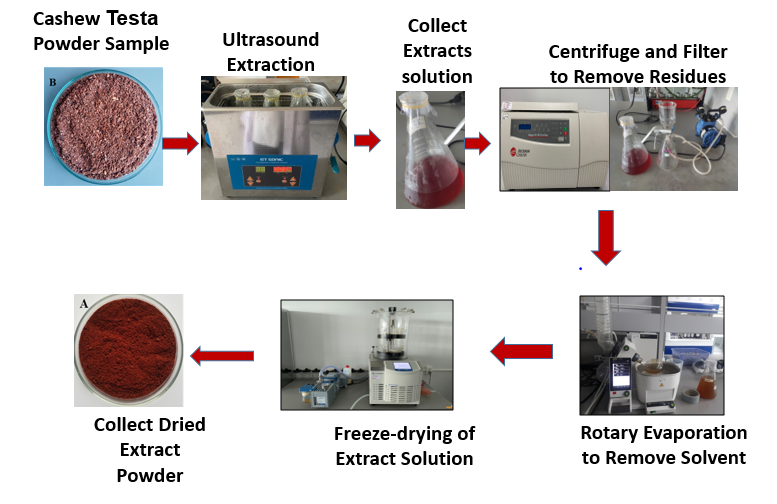 Cashew Testa
Powder Sample
Ultrasound
Extraction
Collect
Extracts
solution
Centrifuge and Filter
to Remove Residues
B
A
Collect Dried
Extract
Powder
Freeze-drying of
Extract Solution
Rotary Evaporation
to Remove Solvent